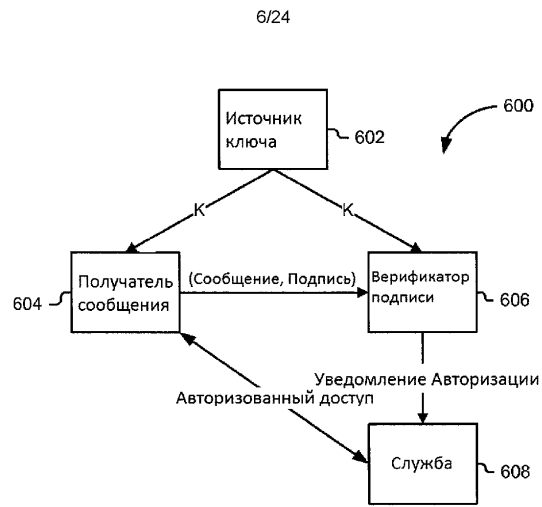 6/24
Источник
ключа
602
600
K
K
Получатель
сообщения
604
(Сообщение, Подпись)
Верификатор
подписи
606
Уведомление Авторизации
Авторизованный доступ
Служба
608